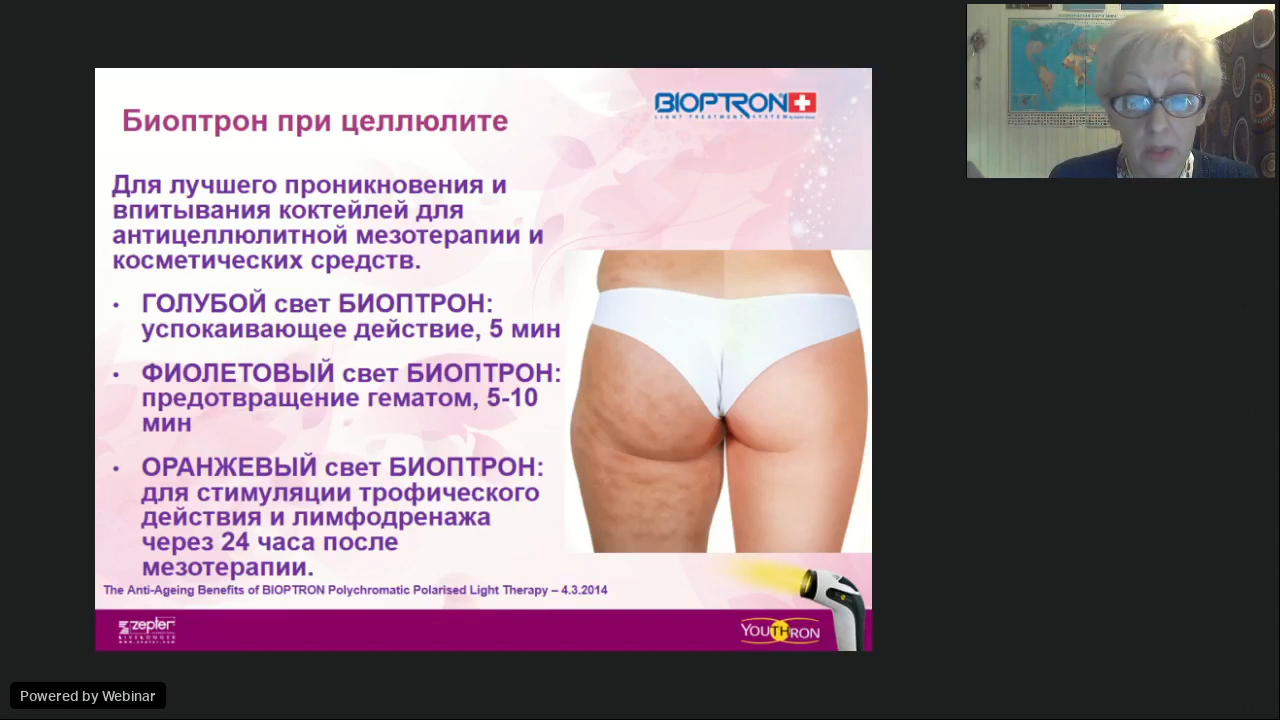 BIOPTRON
LIGHT TREATMENT SYSTEM
Биоптрон при целлюлите
Для лучшего проникновения и
впитывания коктейлей для
антицеллюлитной мезотерапии и
косметических средств.
• ГОЛУБОЙ свет БИОПТРОН:
успокаивающее действие, 5 мин
• ФИОЛЕТОВЫЙ свет БИОПТРОН:
предотвращение гематом, 5-10
мин
• ОРАНЖЕВЫЙ свет БИОПТРОН:
для стимуляции трофического
действия и лимфодренажа
через 24 часа после
мезотерапии.
The Anti-Ageing Benefits of BIOPTRON Polychromatic Polarised Light Therapy – 4.3.2014
zepter
YOUTHRON
Powered by Webinar